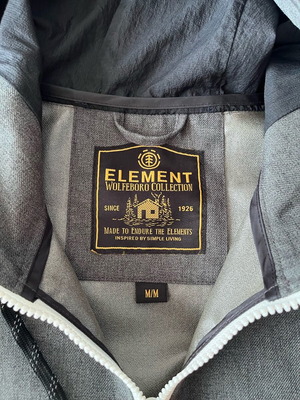 ELEMENT
WOLFEBORO COLLECTION
SINCE 1926
MADE TO ENDURE THE ELEMENTS
INSPIRED BY SIMPLE LIVING
M/M